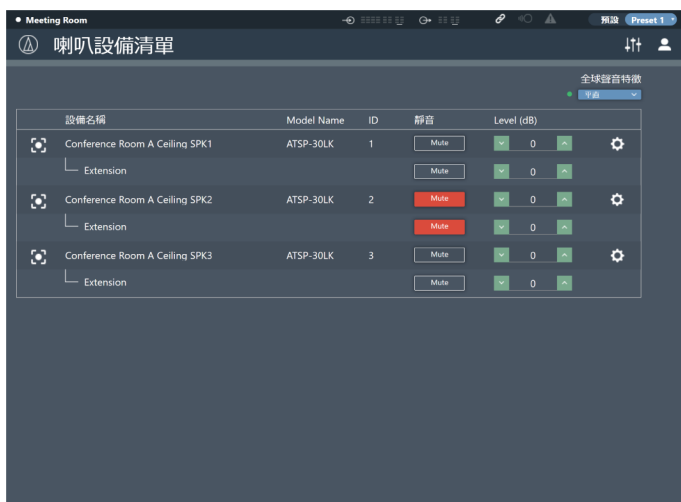 Meeting Room 預設 Preset 1
喇叭設備清單
全球聲音特徵
平直
設備名稱 Model Name ID 靜音 Level (dB)
Conference Room A Ceiling SPK1 ATSP-30LK 1 Mute 0
Extension Mute 0
Conference Room A Ceiling SPK2 ATSP-30LK 2 Mute 0
Extension Mute 0
Conference Room A Ceiling SPK3 ATSP-30LK 3 Mute 0
Extension Mute 0